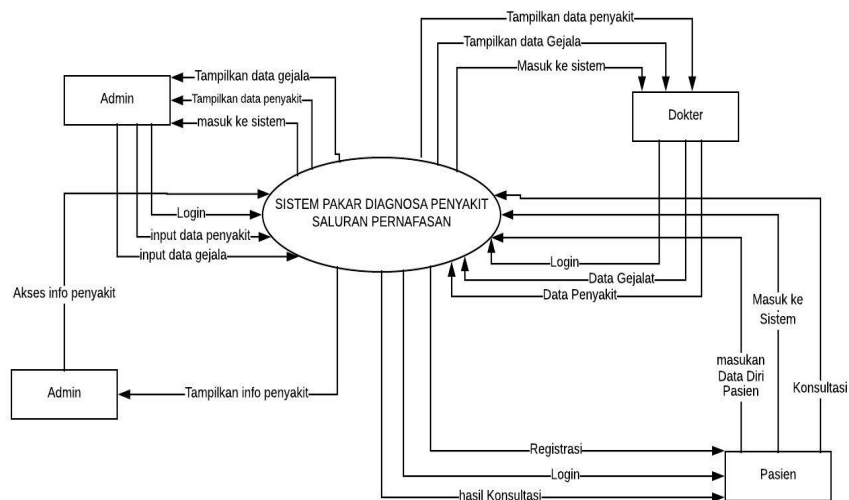 Tampilkan data penyakit
Tampilkan data Gejala
Masuk ke sistem
Tampilkan data gejala
Tampilkan data penyakit
masuk ke sistem
Admin
Dokter
SISTEM PAKAR DIAGNOSA PENYAKIT
SALURAN PERNAFASAN
Login
input data penyakit
input data gejala
Login
Data Gejalat
Data Penyakit
Akses info penyakit
Masuk ke
Sistem
masukan
Data Diri
Pasien
Konsultasi
Admin
Tampilkan info penyakit
Registrasi
Login
hasil Konsultasi
Pasien